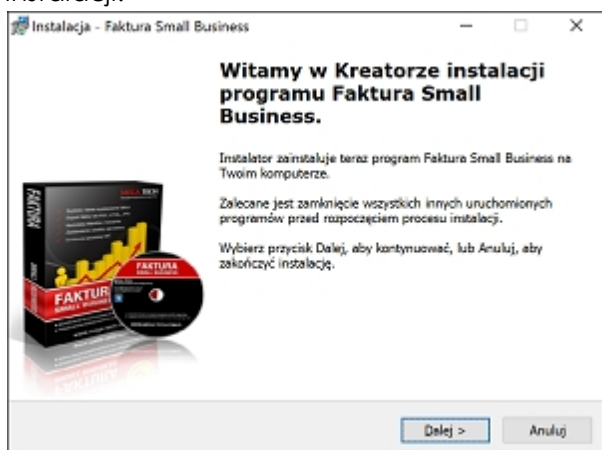 Instalacja - Faktura Small Business
Witamy w Kreatorze instalacji
programu Faktura Small
Business.
Instalator zainstaluje teraz program Faktura Small Business na
Twoim komputerze.
Zalecane jest zamknięcie wszystkich innych uruchomionych
programów przed rozpoczęciem procesu instalacji.
Wybierz przycisk Dalej, aby kontynuować, lub Anuluj, aby
zakończyć instalację.
FAKTURA
FAKTURA
SMALL BUSINESS
Dalej >
Anuluj